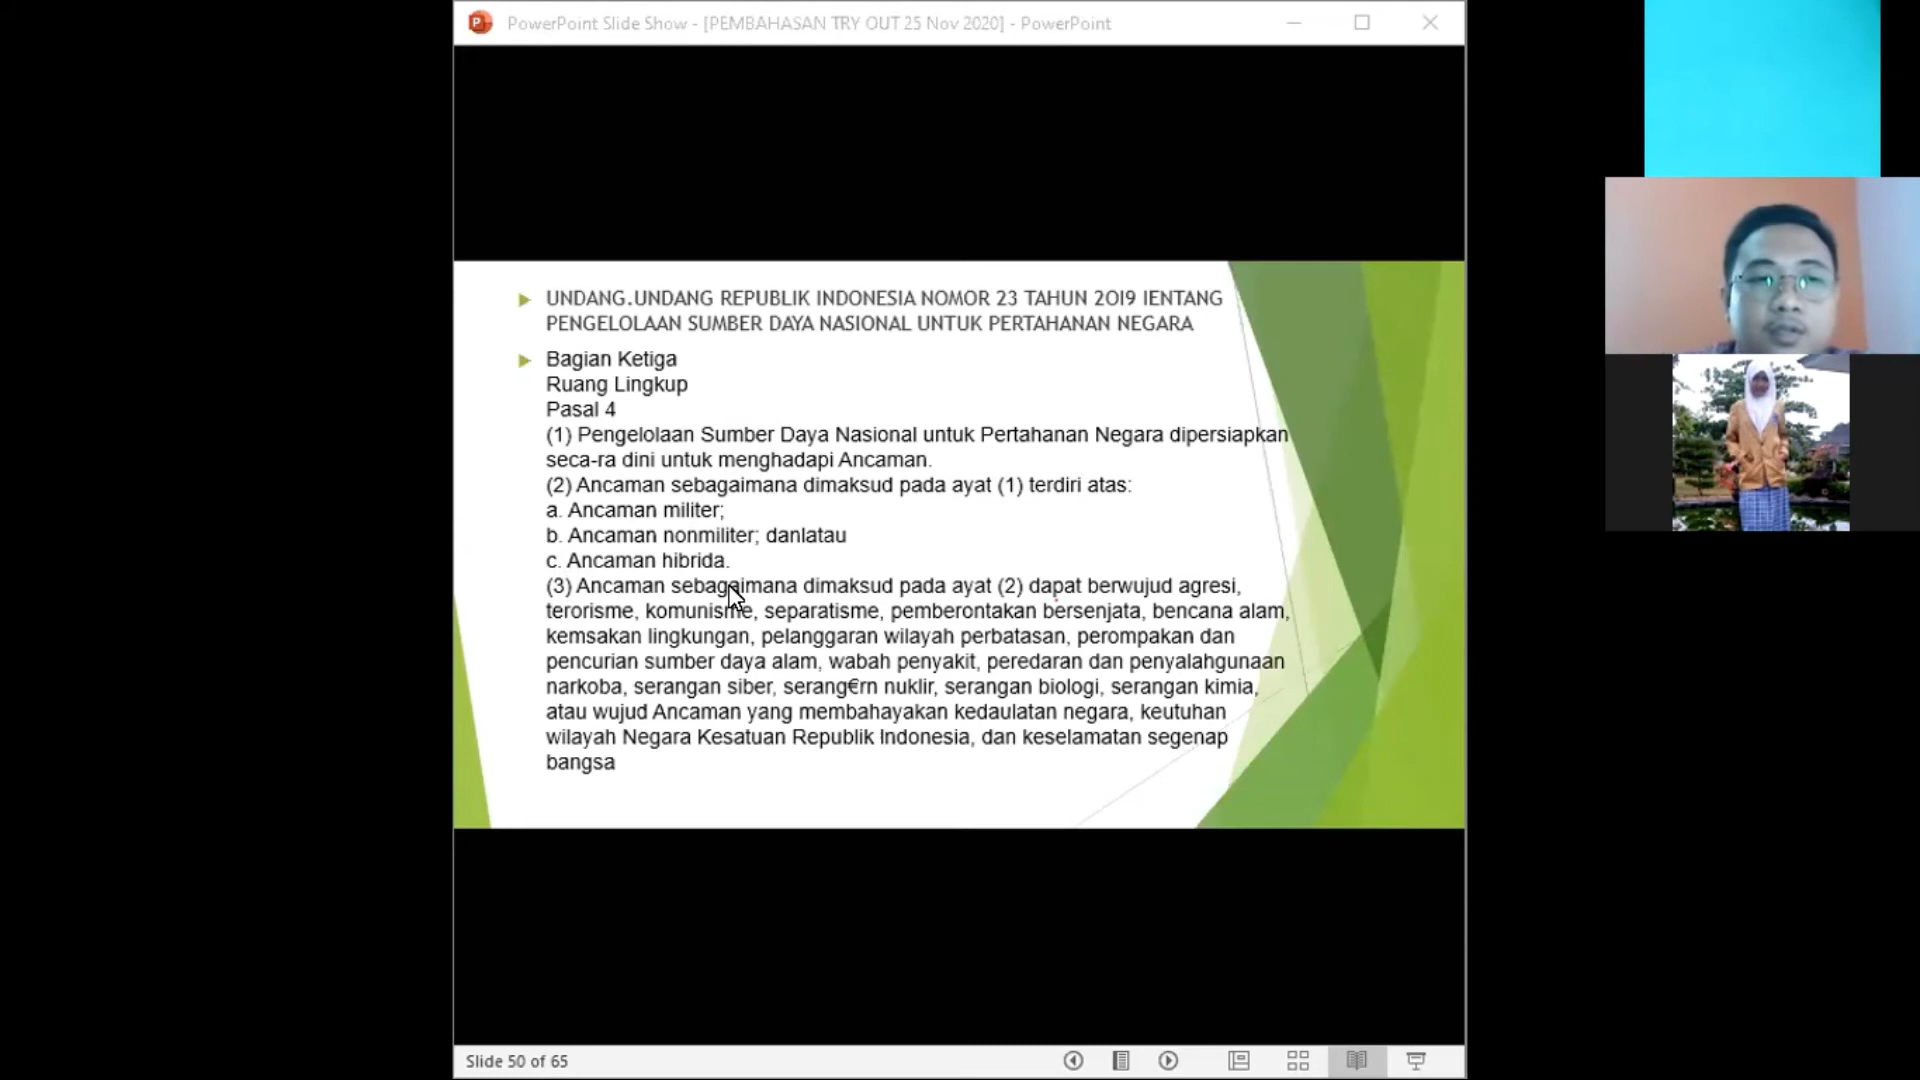 PowerPoint Slide Show - [PEMBAHASAN TRY OUT 25 Nov 2020] - PowerPoint
UNDANG.UNDANG REPUBLIK INDONESIA NOMOR 23 TAHUN 2OI9 IENTANG
PENGELOLAAN SUMBER DAYA NASIONAL UNTUK PERTAHANAN NEGARA
Bagian Ketiga
Ruang Lingkup
Pasal 4
(1) Pengelolaan Sumber Daya Nasional untuk Pertahanan Negara dipersiapkan
seca-ra dini untuk menghadapi Ancaman.
(2) Ancaman sebagaimana dimaksud pada ayat (1) terdiri atas:
a. Ancaman militer;
b. Ancaman nonmiliter; danlatau
c. Ancaman hibrida.
(3) Ancaman sebagaimana dimaksud pada ayat (2) dapat berwujud agresi,
terorisme, komunisme, separatisme, pemberontakan bersenjata, bencana alam,
kemsakan lingkungan, pelanggaran wilayah perbatasan, perompakan dan
pencurian sumber daya alam, wabah penyakit, peredaran dan penyalahgunaan
narkoba, serangan siber, serang€rn nuklir, serangan biologi, serangan kimia,
atau wujud Ancaman yang membahayakan kedaulatan negara, keutuhan
wilayah Negara Kesatuan Republik Indonesia, dan keselamatan segenap
bangsa
Slide 50 of 65